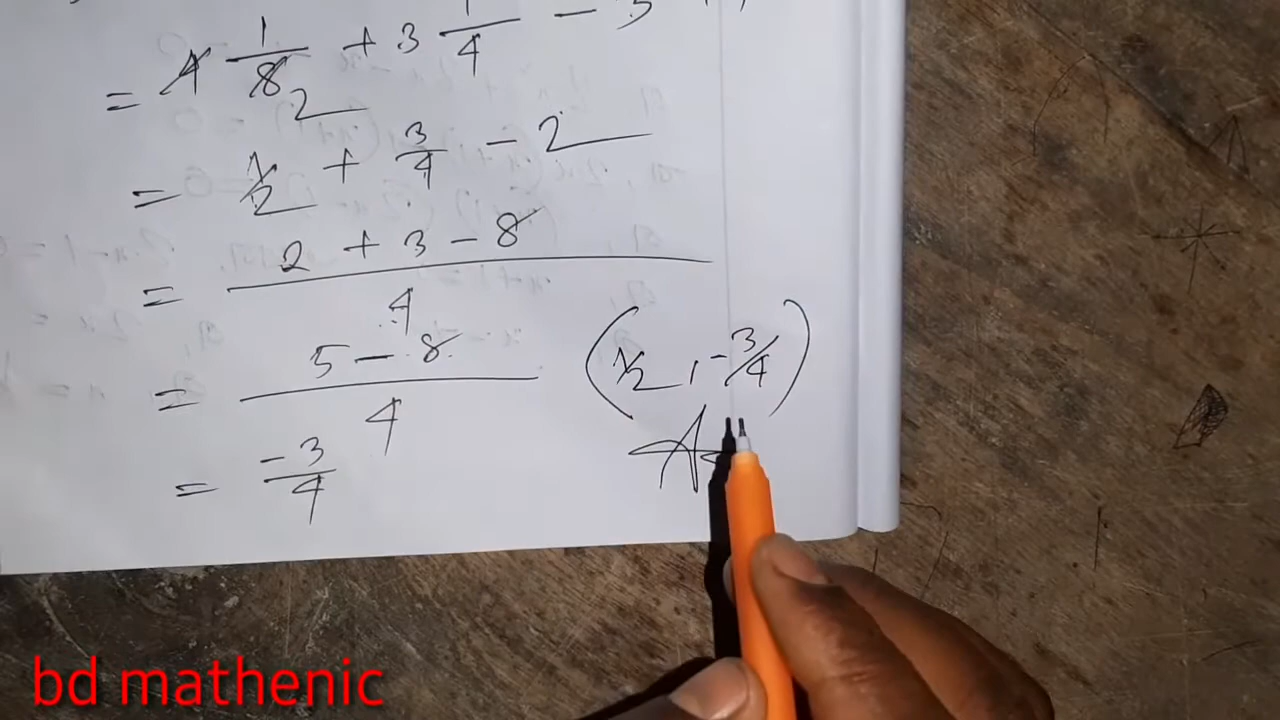 = 4 1/8 + 3 1/4 -
2
= 1/2 + 3/4 - 2
= 2 + 3 - 8 / 4
= 5 - 8 / 4
= -3/4
(1/2, -3/4)
A
bd mathenic